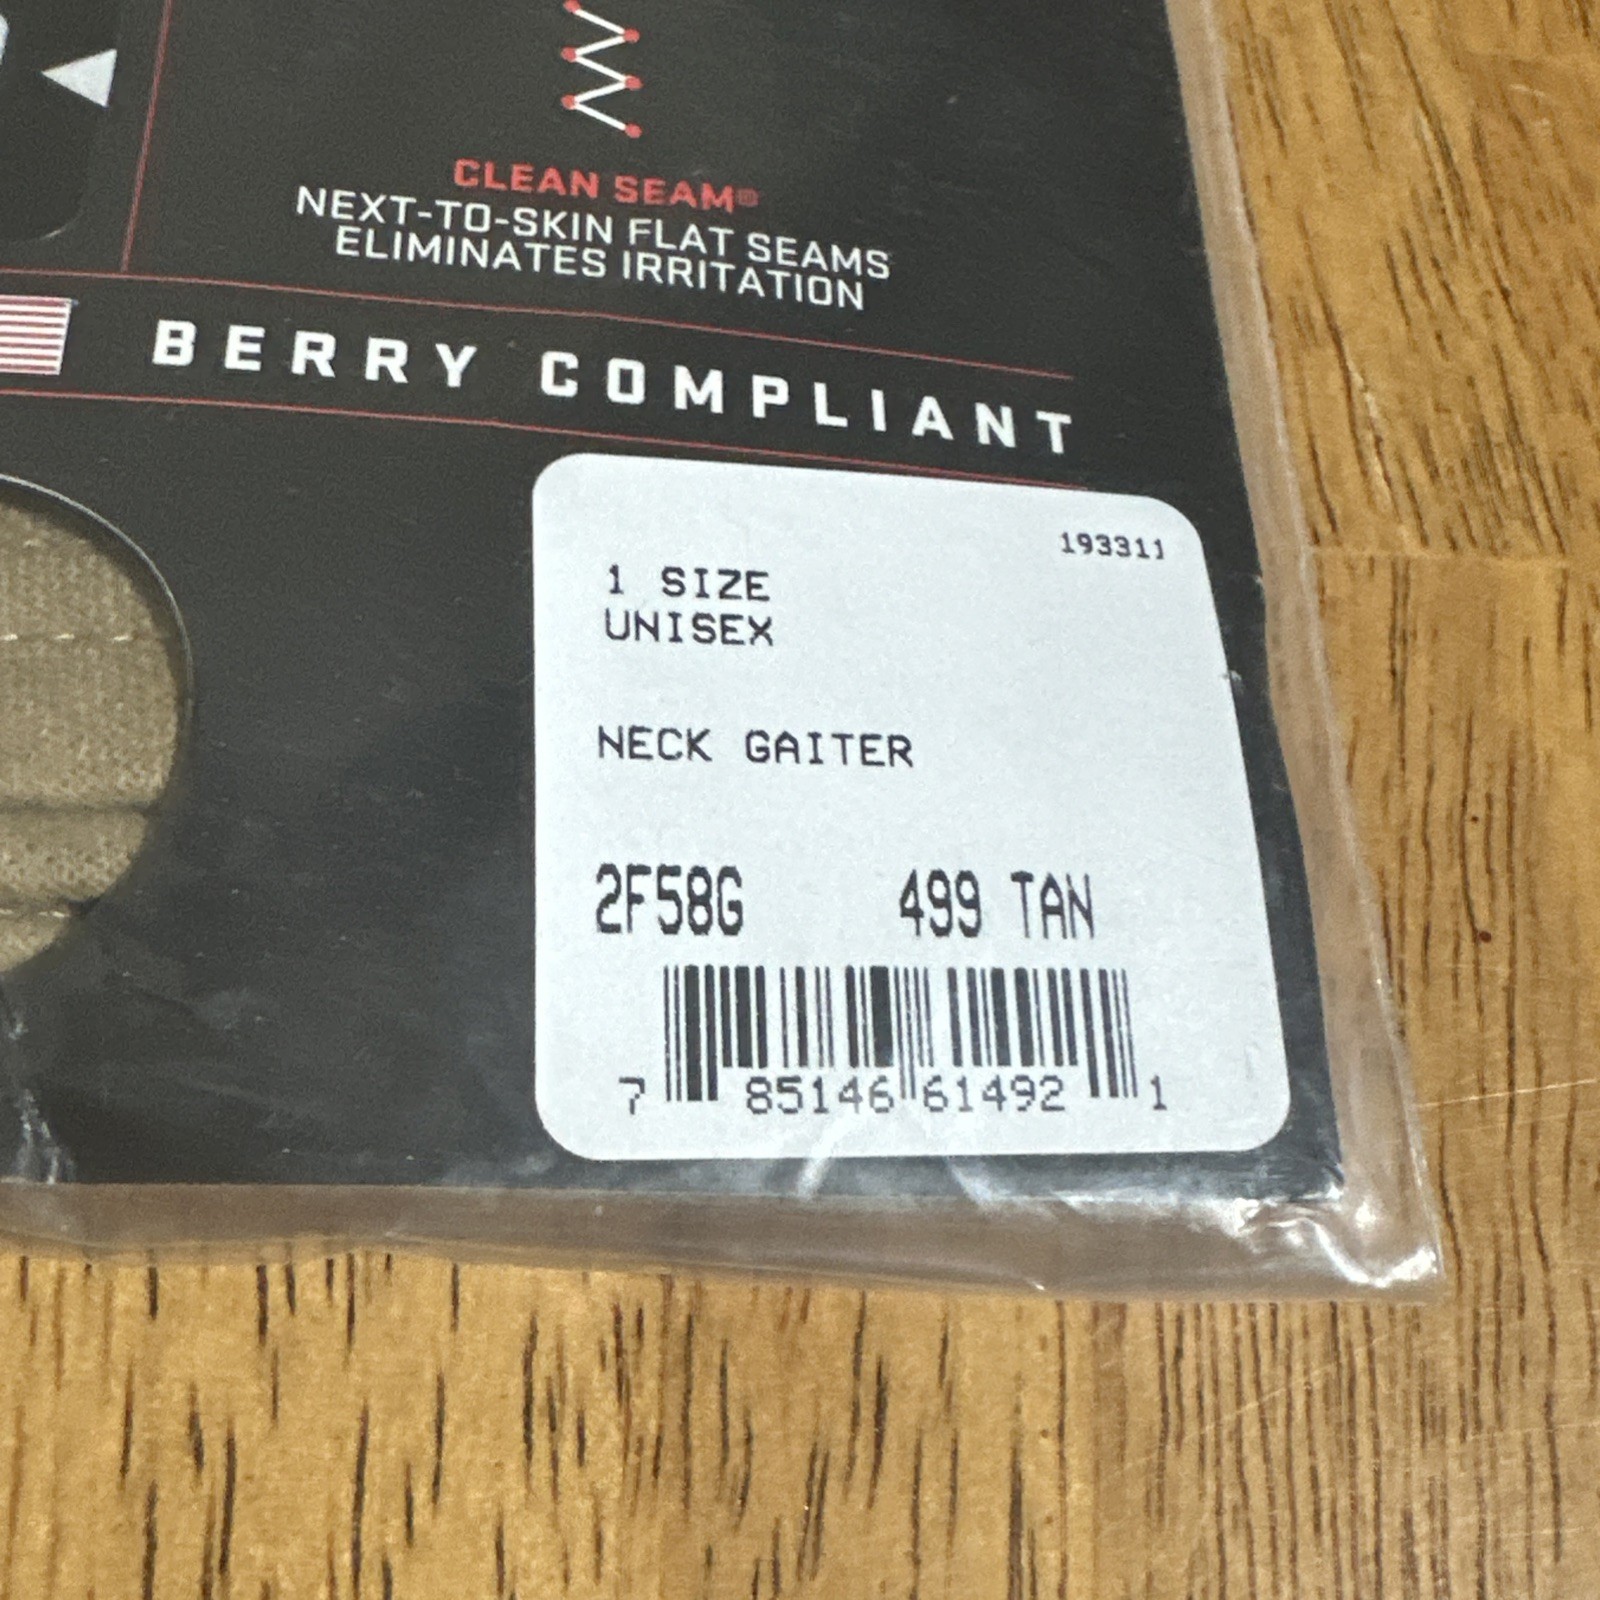 CLEAN SEAM®
NEXT-TO-SKIN FLAT SEAMS
ELIMINATES IRRITATION
BERRY COMPLIANT
193311
1 SIZE
UNISEX
NECK GAITER
2F58G 499 TAN
7 85146 61492 1